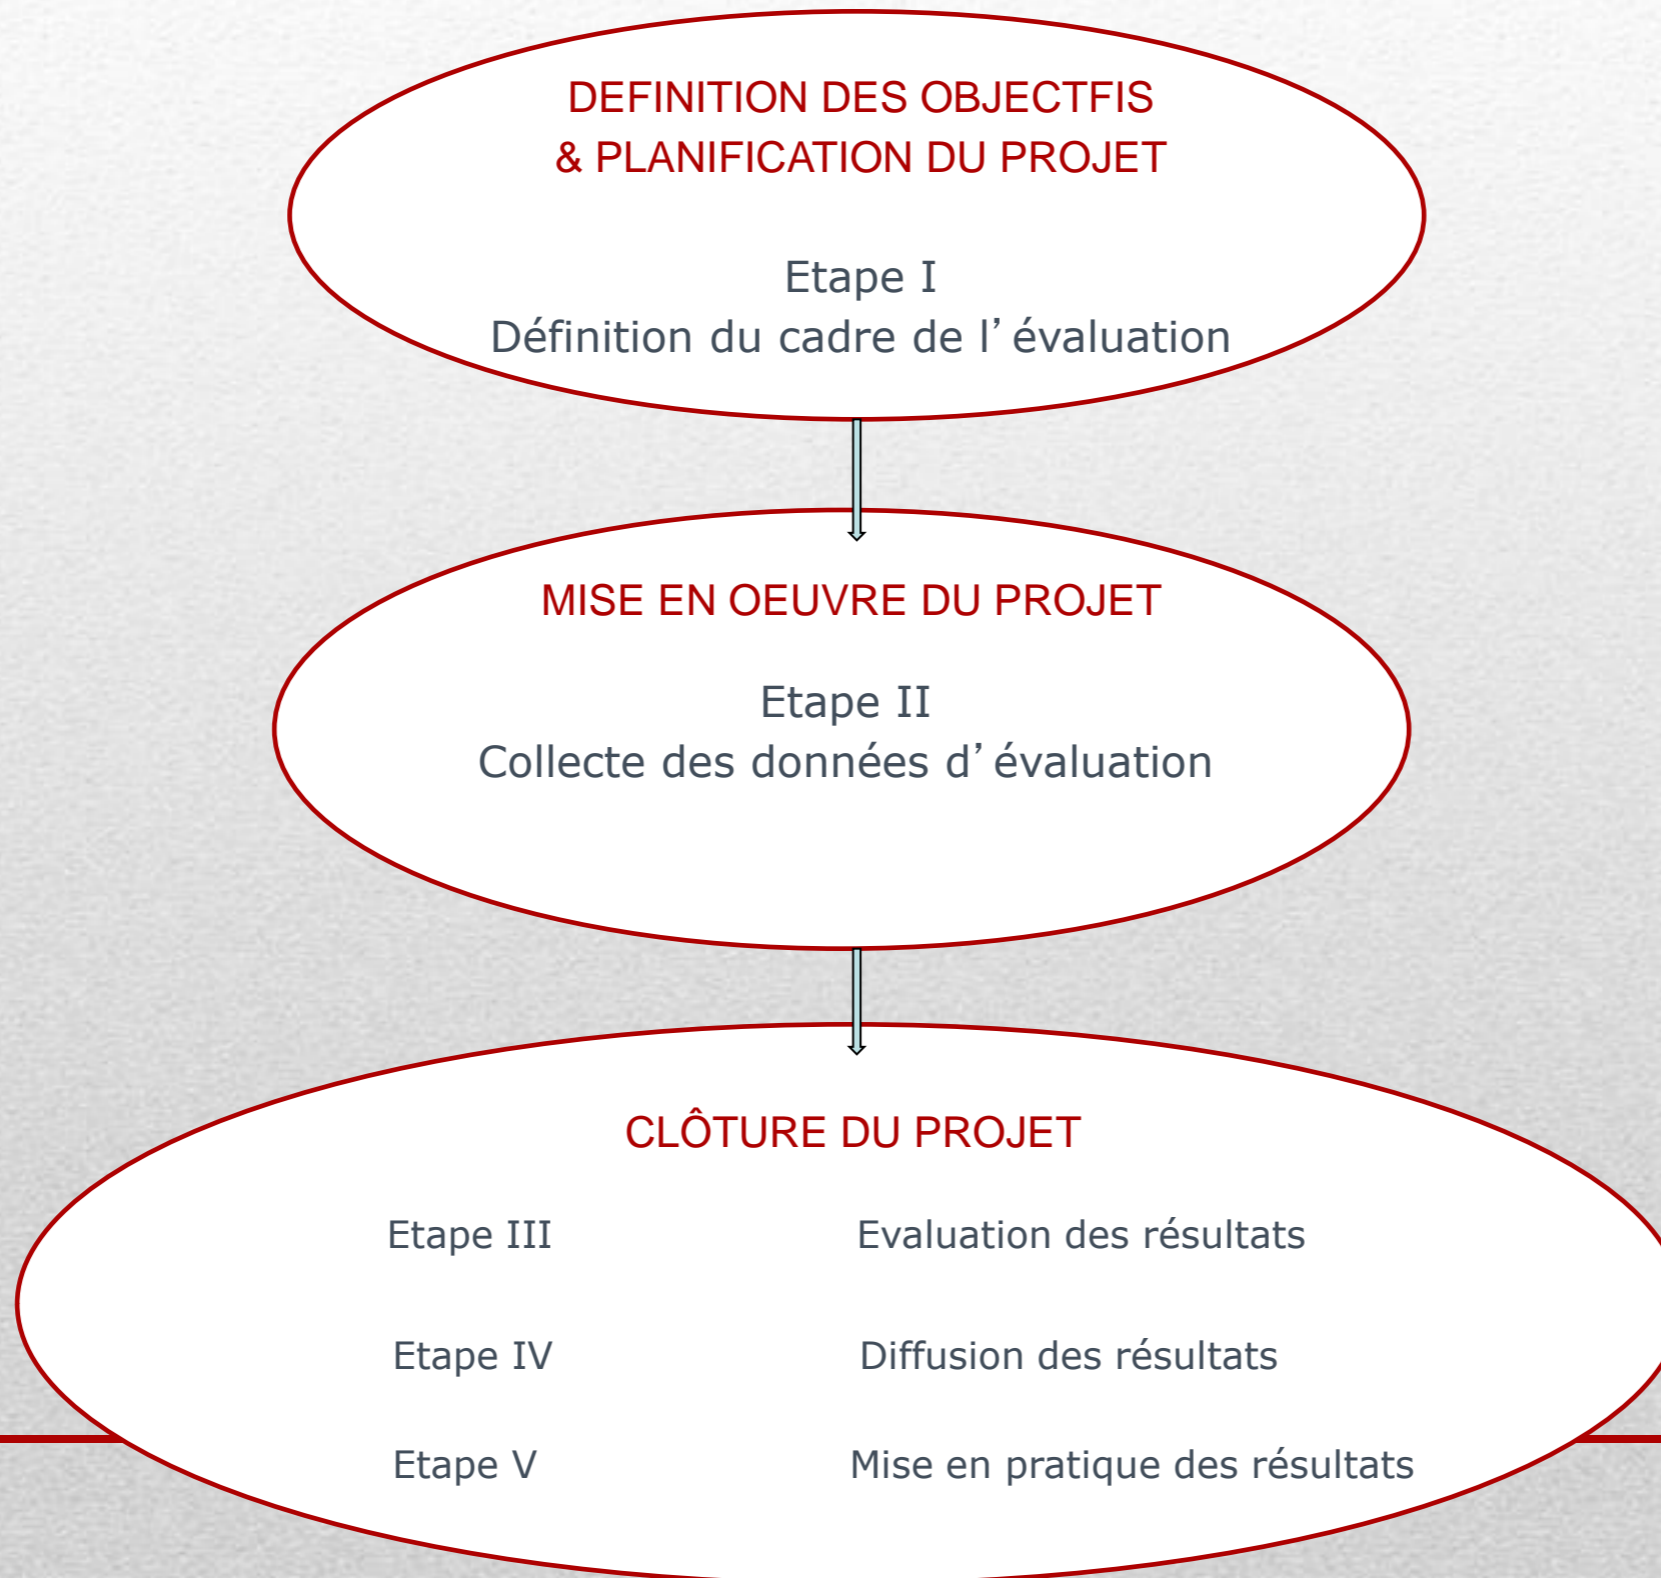 DEFINITION DES OBJECTFIS
& PLANIFICATION DU PROJET
Etape I
Définition du cadre de l’évaluation
MISE EN OEUVRE DU PROJET
Etape II
Collecte des données d’évaluation
CLÔTURE DU PROJET
Etape III Evaluation des résultats
Etape IV Diffusion des résultats
Etape V Mise en pratique des résultats